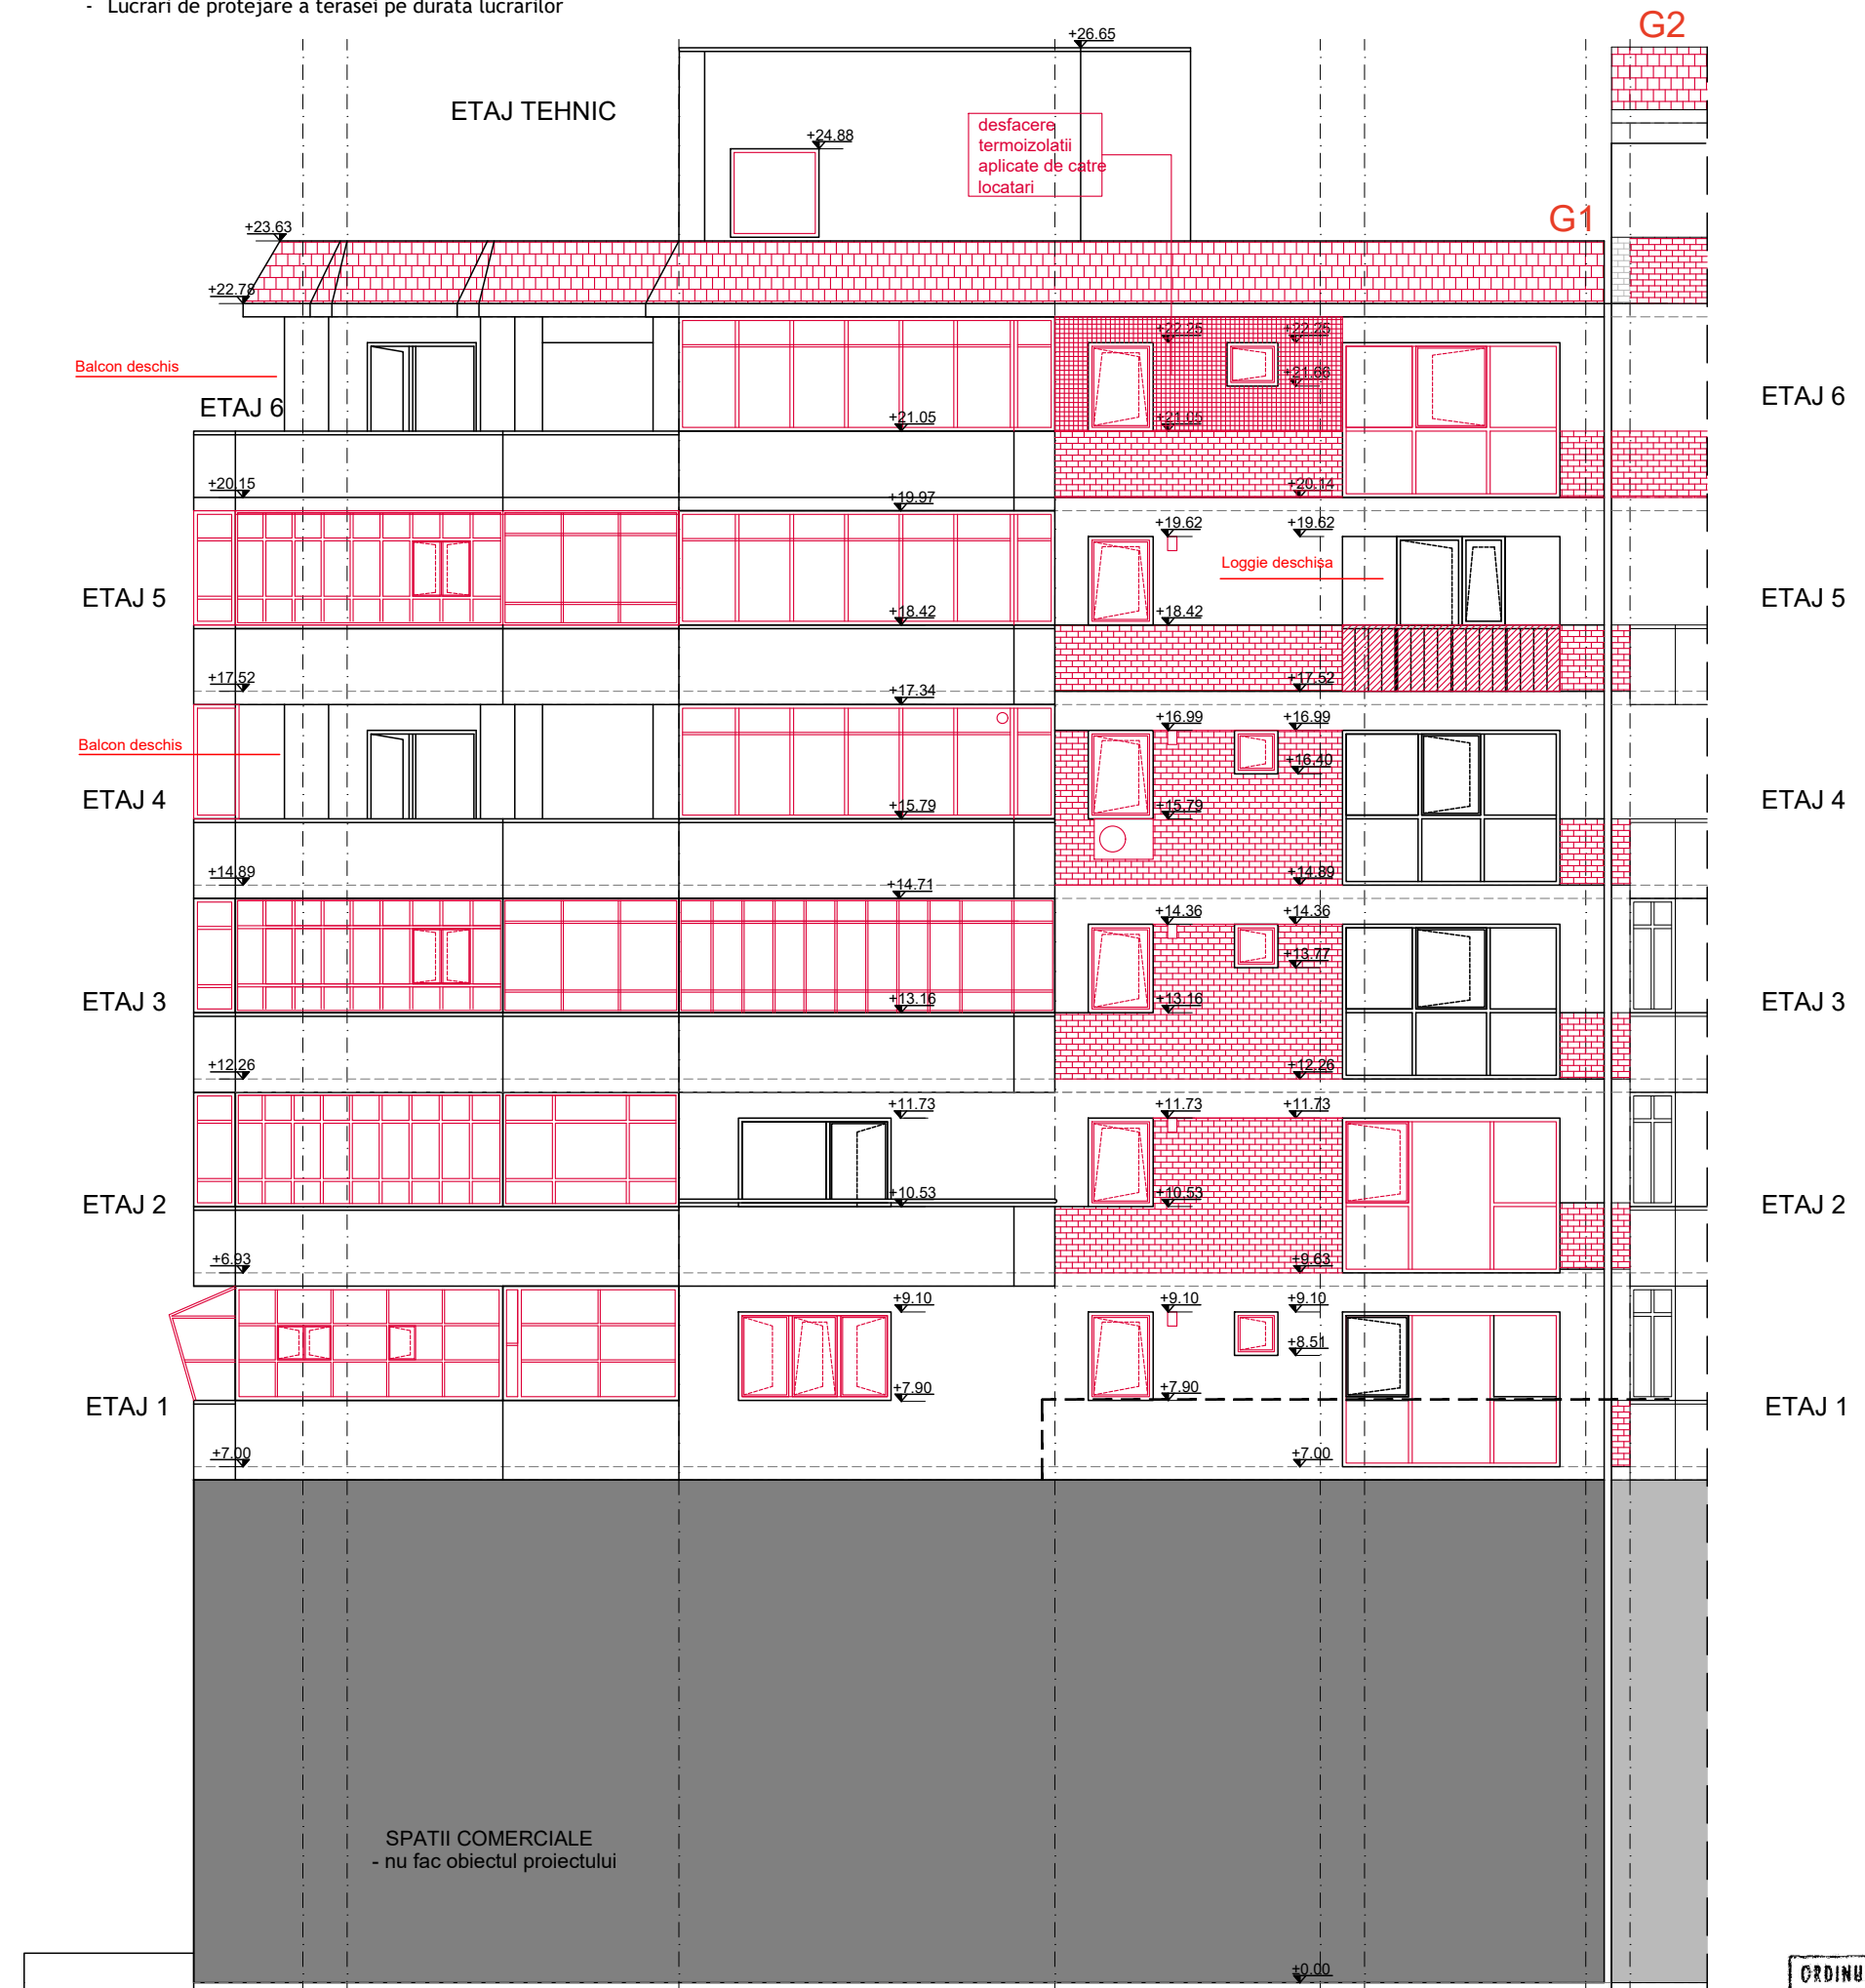 - Lucrari de protejare a terasei pe durata lucrarilor
G2
+26.65
ETAJ TEHNIC
+24.88
desfacere
termoizolatii
aplicate de catre
locatari
G1
+23.63
+22.78
+22.25 +22.25
Balcon deschis
+21.66
ETAJ 6
ETAJ 6
+21.05 +21.05
+20.15 +20.14
+19.97
+19.62 +19.62
Loggie deschisa
ETAJ 5
ETAJ 5
+18.42 +18.42
+17.52 +17.52
+17.34
+16.99 +16.99
Balcon deschis
+16.40
ETAJ 4
ETAJ 4
+15.79 +15.79
+14.89 +14.89
+14.71
+14.36 +14.36
+13.77
ETAJ 3
ETAJ 3
+13.16 +13.16
+12.26 +12.26
+11.73 +11.73 +11.73
ETAJ 2
ETAJ 2
+10.53 +10.53
+6.93 +9.63
+9.10 +9.10 +9.10
+8.51
+7.90 +7.90
ETAJ 1
ETAJ 1
+7.00 +7.00
SPATII COMERCIALE
- nu fac obiectul proiectului
+0.00
ORDINU